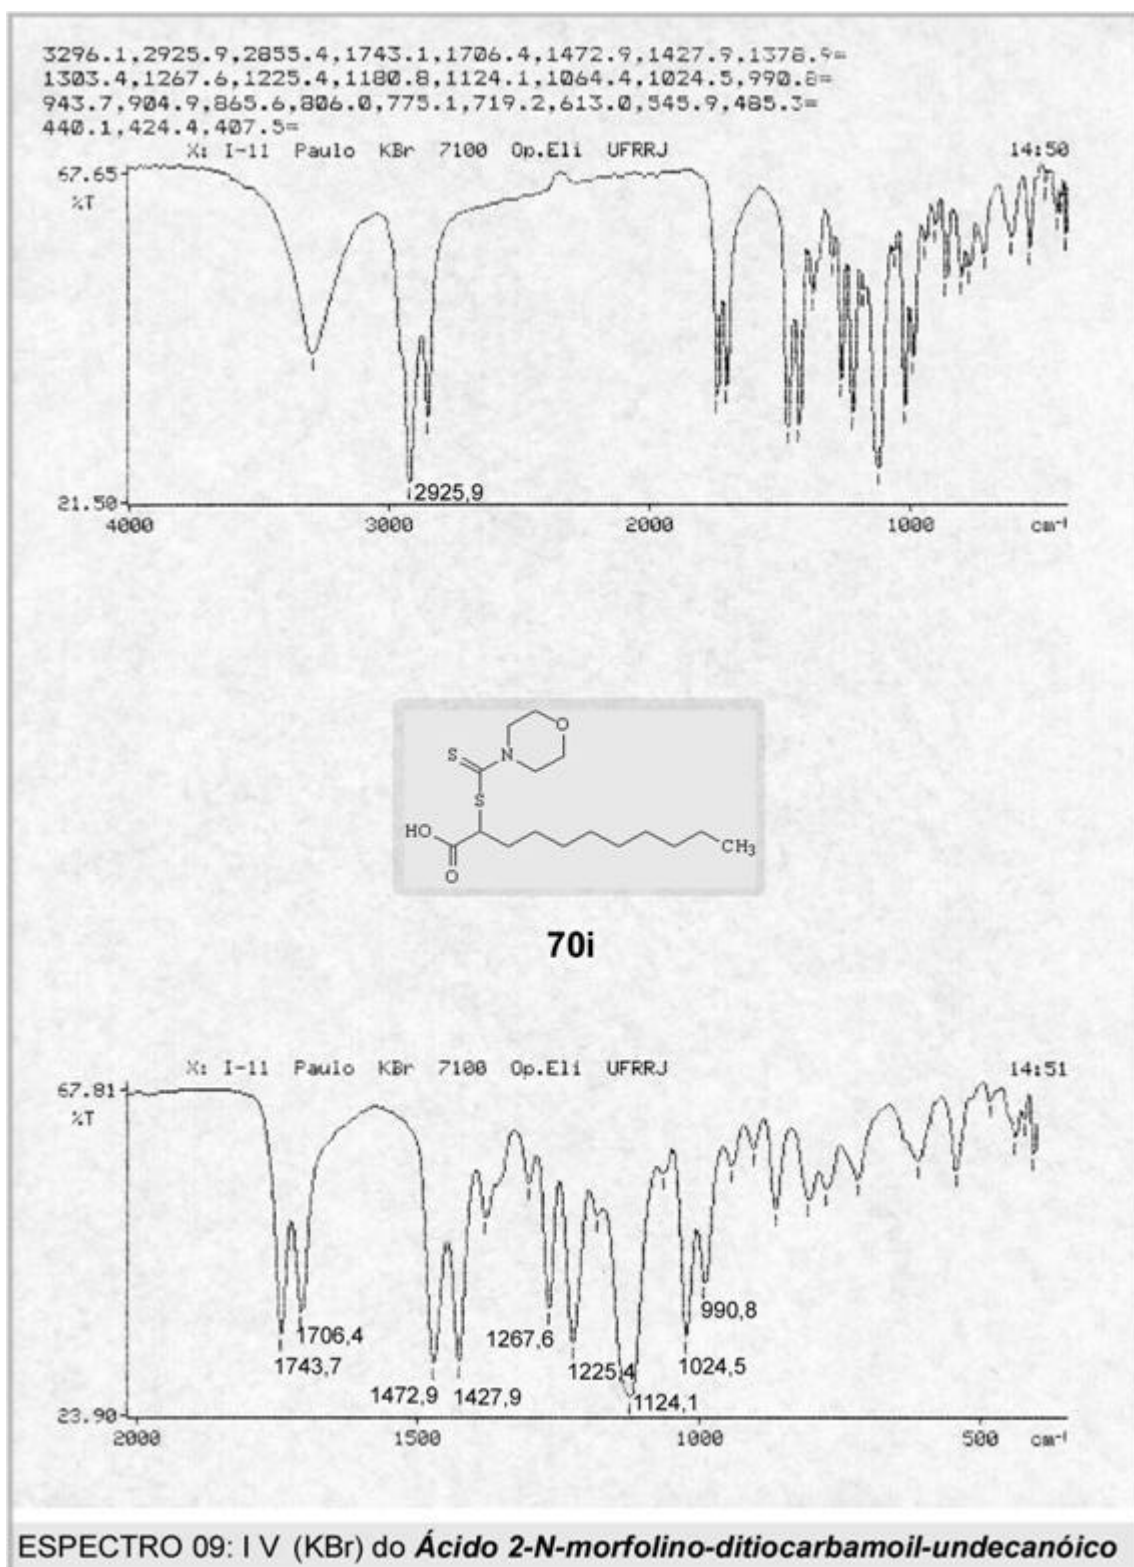 3296.1,2925.9,2855.4,1743.1,1706.4,1472.9,1427.9,1378.9=
1303.4,1267.6,1225.4,1180.8,1124.1,1064.4,1024.5,990.8=
943.7,904.9,865.6,806.0,775.1,719.2,613.0,545.9,485.3=
440.1,424.4,407.5=
X: I-11 Paulo KBr 7100 Op.Eli UFRRJ 14:50
67.65
%T
2925,9
21.50
4000 3000 2000 1000 cm-1
O
S N
S
HO
CH3
O
70i
X: I-11 Paulo KBr 7100 Op.Eli UFRRJ 14:51
67.81
%T
990,8
1706,4 1267,6
1743,7 1225,4 1024,5
1472,9 1427,9 1124,1
23.90
2000 1500 1000 500 cm-1
ESPECTRO 09: I V (KBr) do Ácido 2-N-morfolino-ditiocarbamoil-undecanóico